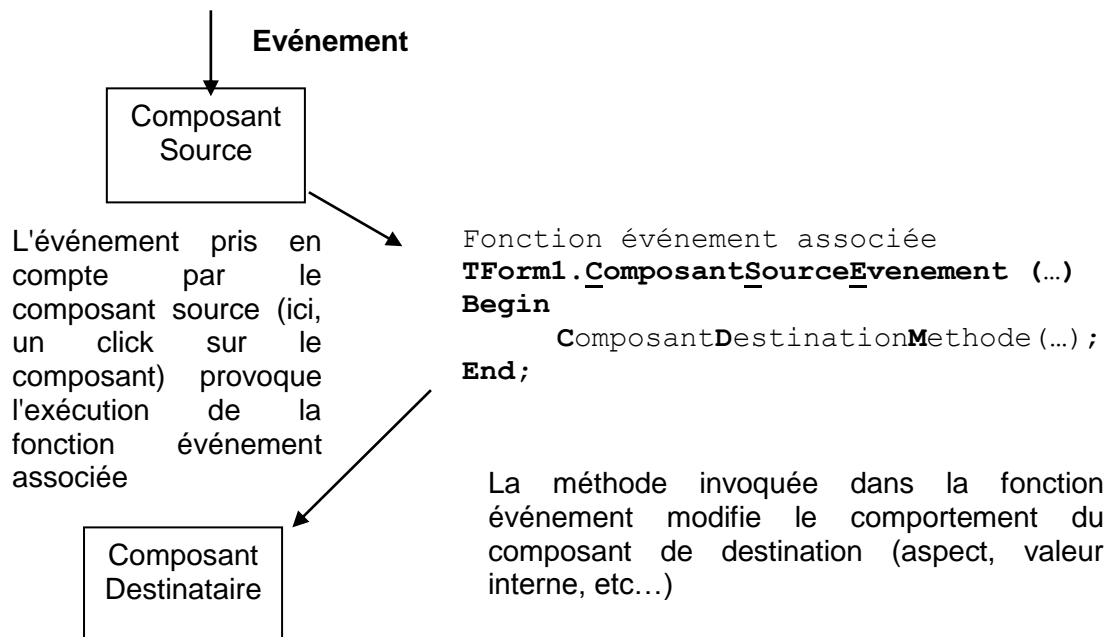 Evénement
Composant
Source
L'événement pris en
compte par le
composant source (ici,
un click sur le
composant) provoque
l'exécution de la
fonction événement
associée
Fonction événement associée
TForm1.ComposantSourceEvenement (…)
Begin
ComposantDestinationMethode(…);
End;
La méthode invoquée dans la fonction
événement modifie le comportement du
composant de destination (aspect, valeur
interne, etc…)
Composant
Destinataire